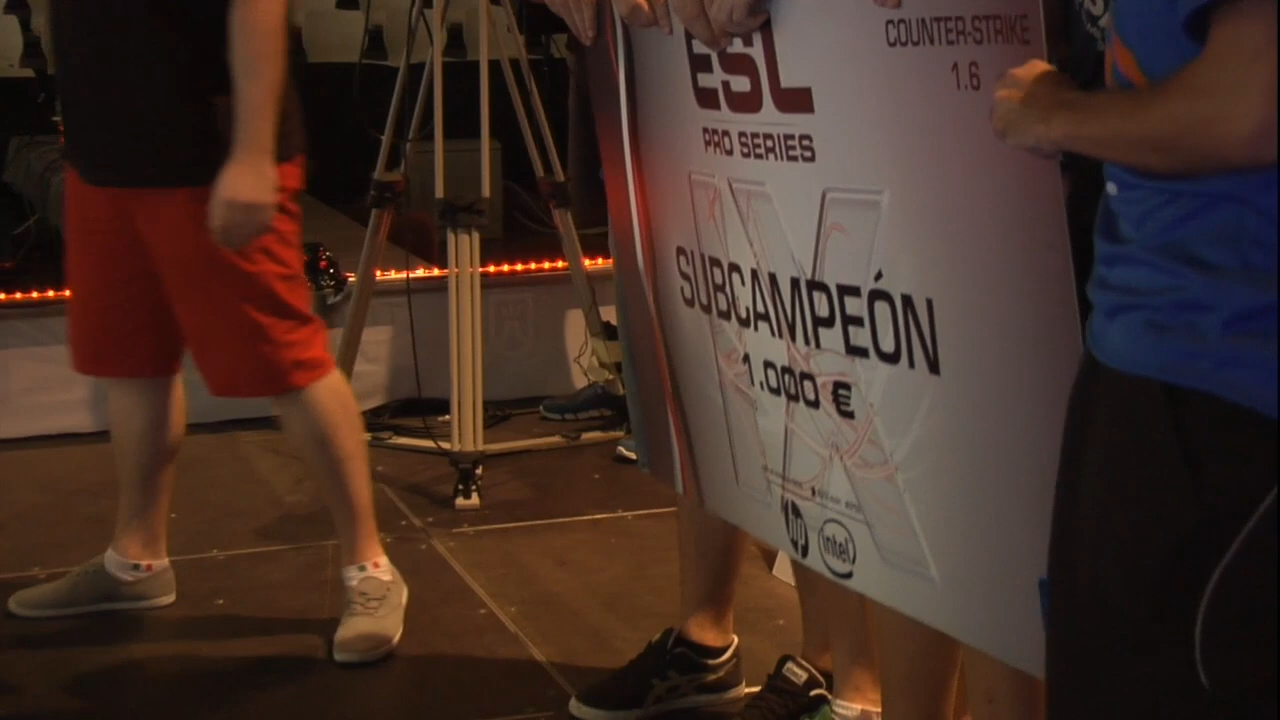 ESL
PRO SERIES
COUNTER-STRIKE
1.6
SUBCAMPEÓN
1.000 €
hp
intel